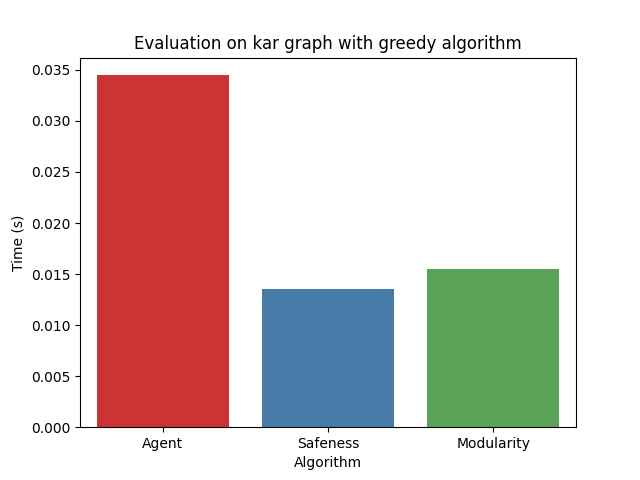 Evaluation on kar graph with greedy algorithm
0.035
0.030
0.025
0.020
0.015
0.010
0.005
0.000
Time (s)
Agent Safeness Modularity
Algorithm